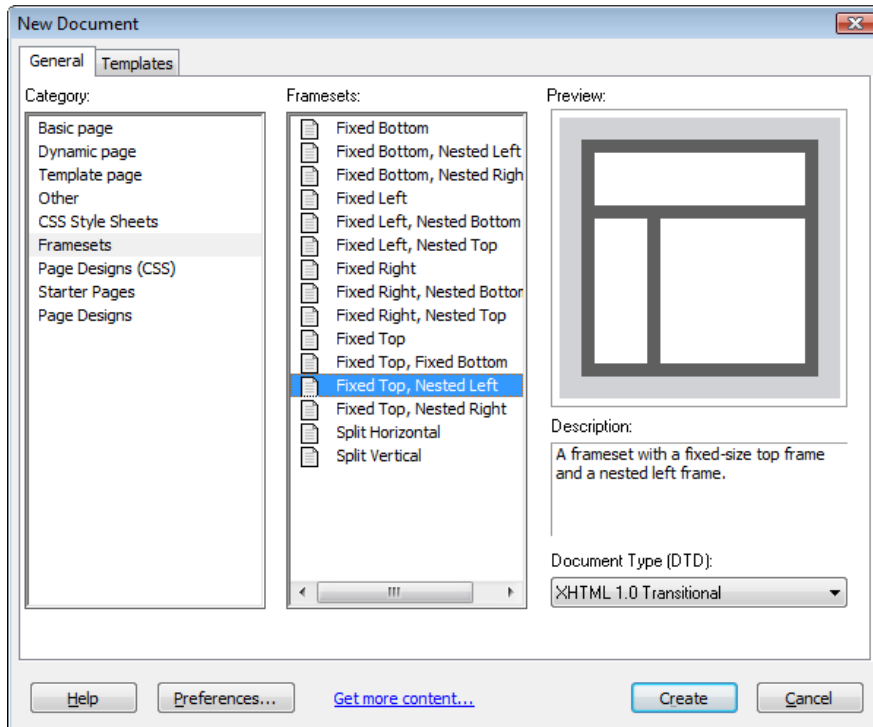 New Document
General
Templates
Category:
Basic page
Dynamic page
Template page
Other
CSS Style Sheets
Framesets
Page Designs (CSS)
Starter Pages
Page Designs
Framesets:
Fixed Bottom
Fixed Bottom, Nested Left
Fixed Bottom, Nested Righ
Fixed Left
Fixed Left, Nested Bottom
Fixed Left, Nested Top
Fixed Right
Fixed Right, Nested Bottor
Fixed Right, Nested Top
Fixed Top
Fixed Top, Fixed Bottom
Fixed Top, Nested Left
Fixed Top, Nested Right
Split Horizontal
Split Vertical
Preview:
Description:
A frameset with a fixed-size top frame
and a nested left frame.
Document Type (DTD):
XHTML 1.0 Transitional
Help
Preferences...
Get more content...
Create
Cancel